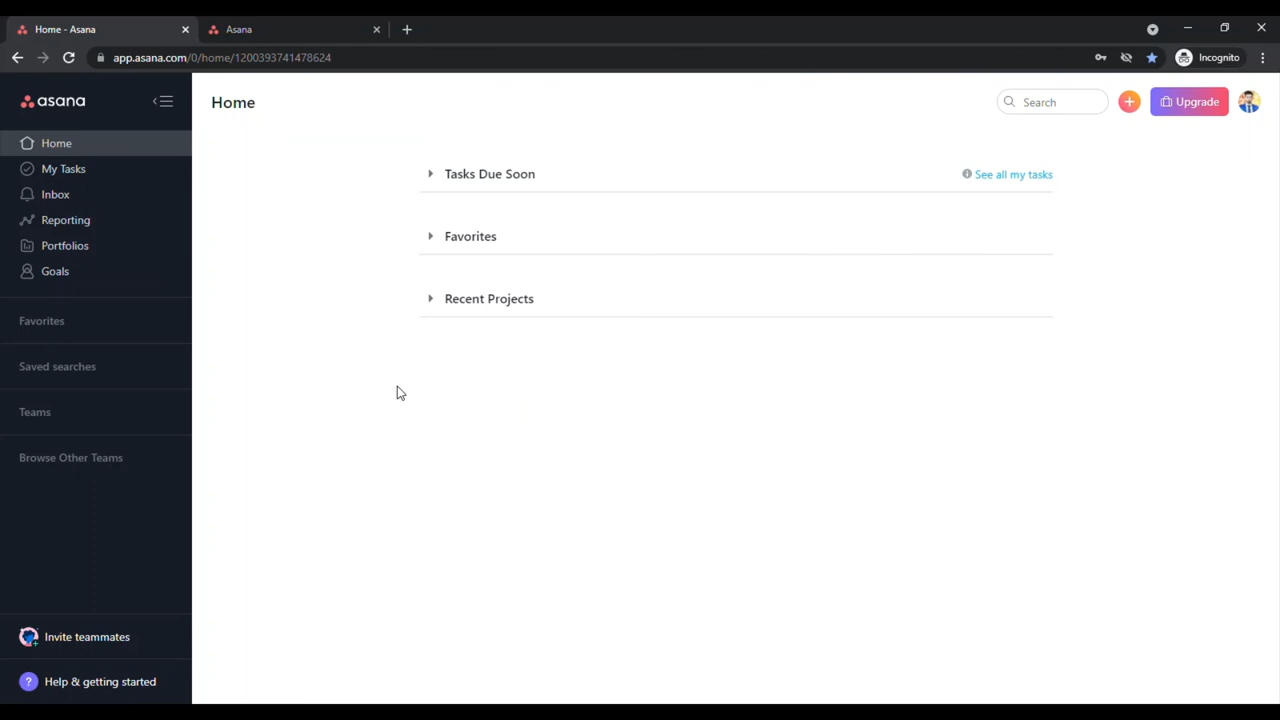 Home - Asana
Asana
app.asana.com/0/home/1200393741478624
Incognito
asana
Home
Search
Upgrade
Home
My Tasks
Inbox
Reporting
Portfolios
Goals
Favorites
Saved searches
Teams
Browse Other Teams
Invite teammates
? Help & getting started
Tasks Due Soon
See all my tasks
Favorites
Recent Projects